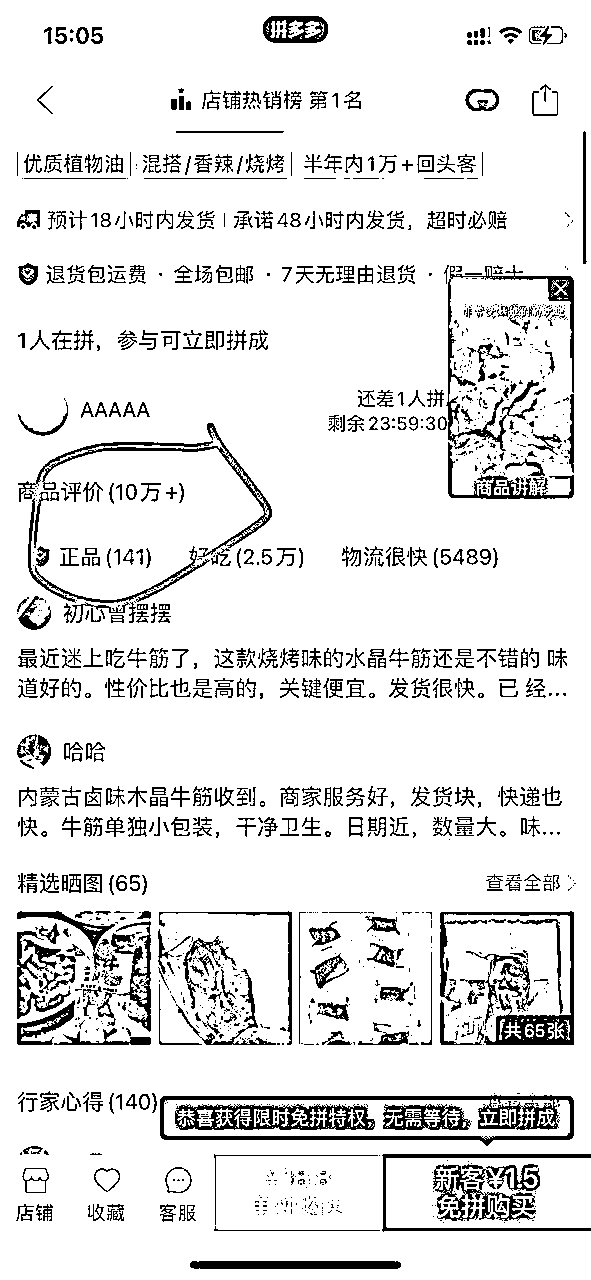 15:05
拼多多
店铺热销榜 第1名
优质植物油 混搭/香辣/烧烤 半年内1万+回头客
预计18小时内发货 | 承诺48小时内发货，超时必赔
退货包运费 · 全场包邮 · 7天无理由退货 · 假一赔十
1人在拼，参与可立即拼成
AAAAA
还差1人拼
剩余23:59:30
商品讲解
商品评价 (10万+)
正品 (141) 好吃 (2.5万) 物流很快 (5489)
初心曾摆摆
最近迷上吃牛筋了，这款烧烤味的水晶牛筋还是不错的 味
道好的。性价比也是高的，关键便宜。发货很快。已 经...
哈哈
内蒙古卤味木晶牛筋收到。商家服务好，发货块，快递也
快。牛筋单独小包装，干净卫生。日期近，数量大。味...
精选晒图 (65)
查看全部
共65张
行家心得 (140)
恭喜获得限时免拼特权，无需等待，立即拼成
店铺
收藏
客服
新客¥1.5
免拼购买